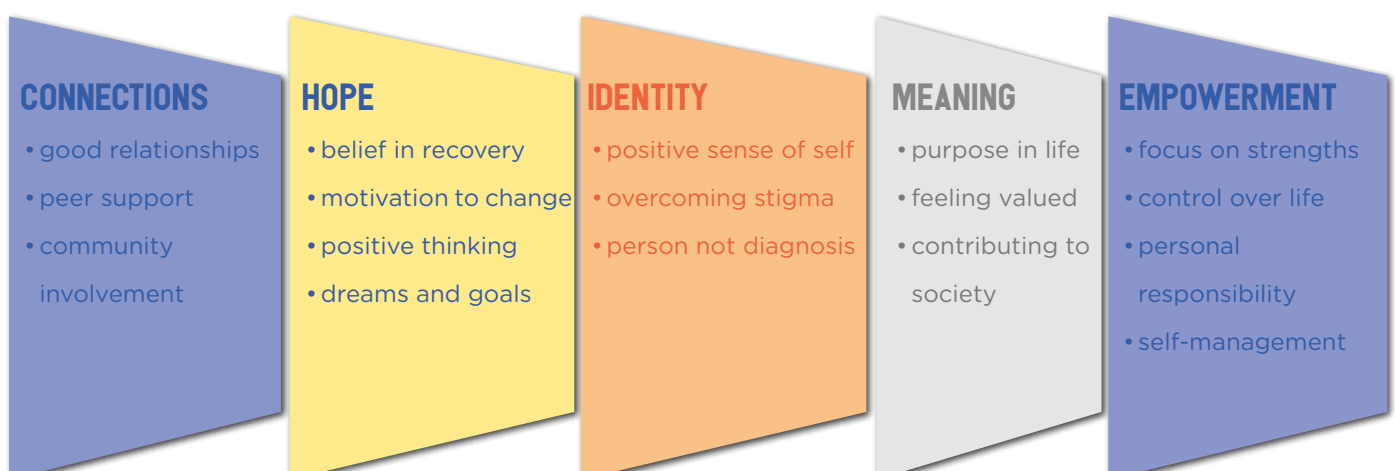 CONNECTIONS
• good relationships
• peer support
• community
involvement
HOPE
• belief in recovery
• motivation to change
• positive thinking
• dreams and goals
IDENTITY
• positive sense of self
• overcoming stigma
• person not diagnosis
MEANING
• purpose in life
• feeling valued
• contributing to
society
EMPOWERMENT
• focus on strengths
• control over life
• personal
responsibility
• self-management